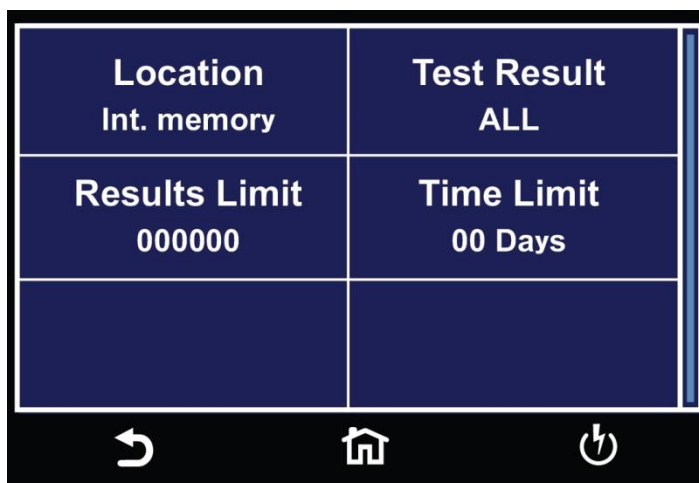 Location
Int. memory
Test Result
ALL
Results Limit
000000
Time Limit
00 Days